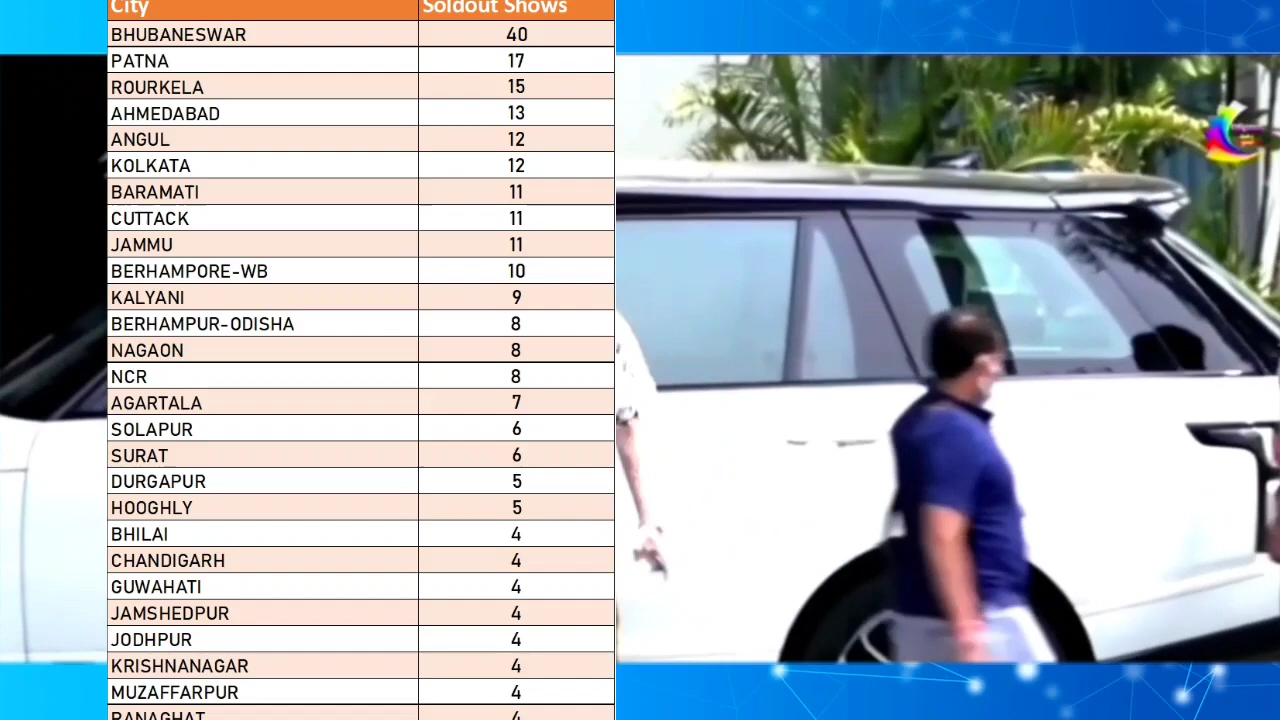 City Soldout Shows
BHUBANESWAR 40
PATNA 17
ROURKELA 15
AHMEDABAD 13
ANGUL 12
KOLKATA 12
BARAMATI 11
CUTTACK 11
JAMMU 11
BERHAMPORE-WB 10
KALYANI 9
BERHAMPUR-ODISHA 8
NAGAON 8
NCR 8
AGARTALA 7
SOLAPUR 6
SURAT 6
DURGAPUR 5
HOOGHLY 5
BHILAI 4
CHANDIGARH 4
GUWAHATI 4
JAMSHEDPUR 4
JODHPUR 4
KRISHNANAGAR 4
MUZAFFARPUR 4
RANAGHAT 4